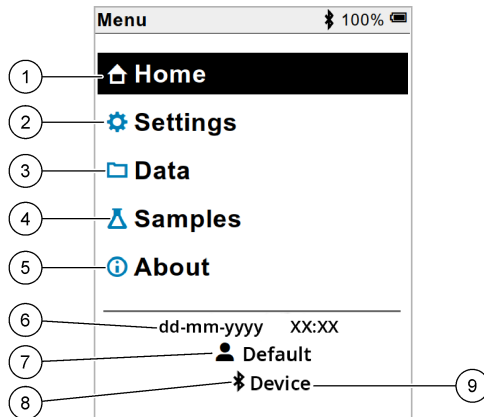 Menu 100%
1 Home
2 Settings
3 Data
4 Samples
5 About
6 dd-mm-yyyy XX:XX
7 Default
8 Device 9